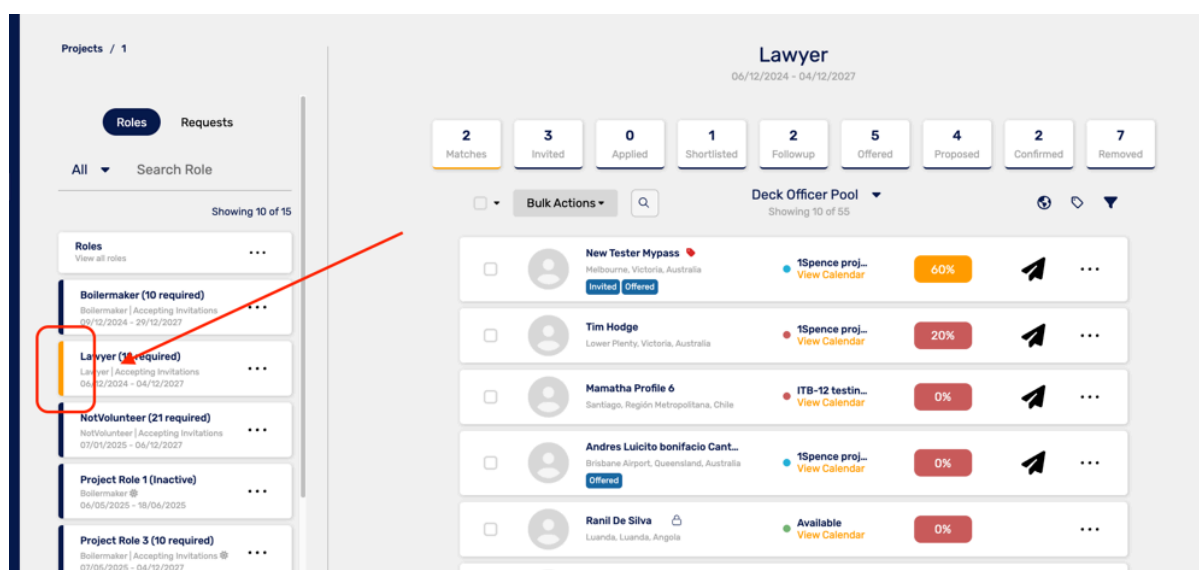 Projects / 1
Roles Requests
All Search Role
Showing 10 of 15
Roles
View all roles
Boilermaker (10 required)
Boilermaker | Accepting Invitations
09/12/2024 - 29/12/2027
Lawyer required)
Lawyer | Accepting Invitations
06/12/2024 - 04/12/2027
NotVolunteer (21 required)
NotVolunteer | Accepting Invitations
07/01/2025 - 06/12/2027
Project Role 1 (Inactive)
Boilermaker
06/05/2025 - 18/06/2025
Project Role 3 (10 required)
Boilermaker | Accepting Invitations
07/05/2025 - 04/12/2027
Lawyer
06/12/2024 - 04/12/2027
2 3 0 1 2 5 4 2 7
Matches Invited Applied Shortlisted Followup Offered Proposed Confirmed Removed
Bulk Actions
Deck Officer Pool
Showing 10 of 55
New Tester Mypass
Melbourne, Victoria, Australia
Invited Offered
1Spence proj...
View Calendar
60%
Tim Hodge
Lower Plenty, Victoria, Australia
1Spence proj...
View Calendar
20%
Mamatha Profile 6
Santiago, Región Metropolitana, Chile
ITB-12 testin...
View Calendar
0%
Andres Luicito bonifacio Cant...
Brisbane Airport, Queensland, Australia
Offered
1Spence proj...
View Calendar
0%
Ranil De Silva
Luanda, Luanda, Angola
Available
View Calendar
0%